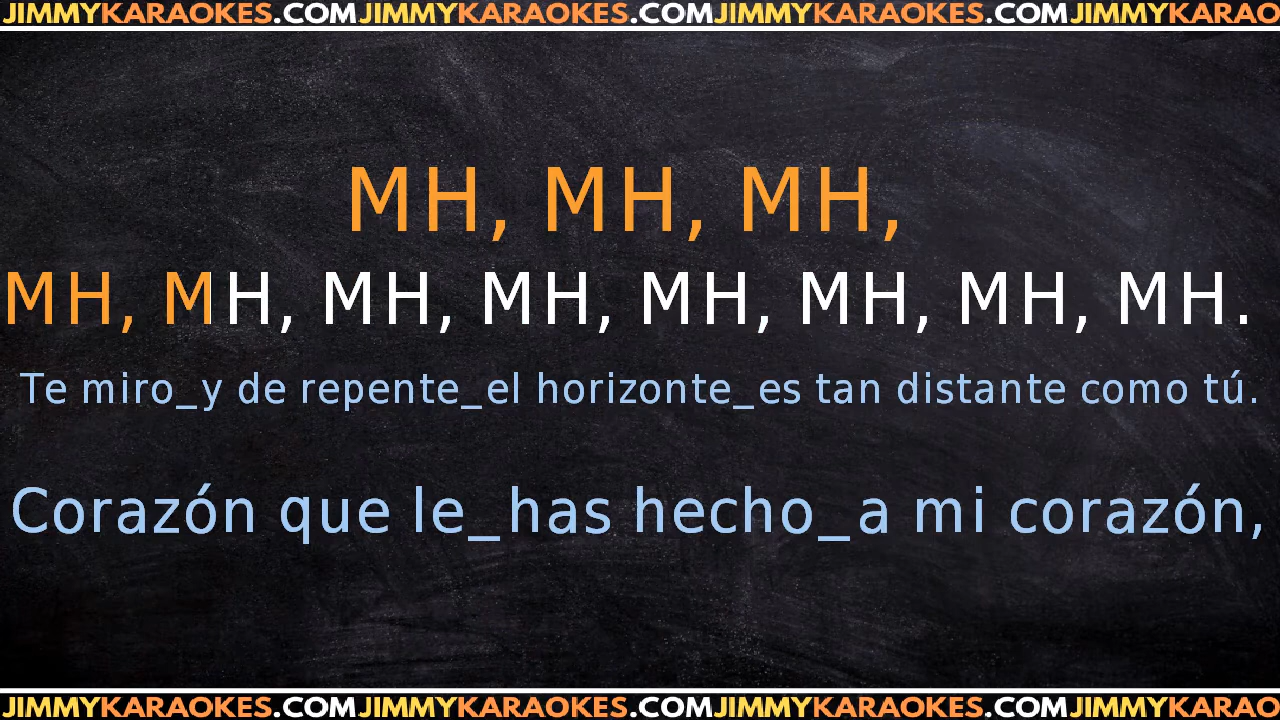 JIMMYKARAOKES.COMJIMMYKARAOKES.COMJIMMYKARAOKES.COMJIMMYKARAO
MH, MH, MH,
MH, MH, MH, MH, MH, MH, MH, MH.
Te miro_y de repente_el horizonte_es tan distante como tú.
Corazón que le_has hecho_a mi corazón,
JIMMYKARAOKES.COMJIMMYKARAOKES.COMJIMMYKARAOKES.COMJIMMYKARAO